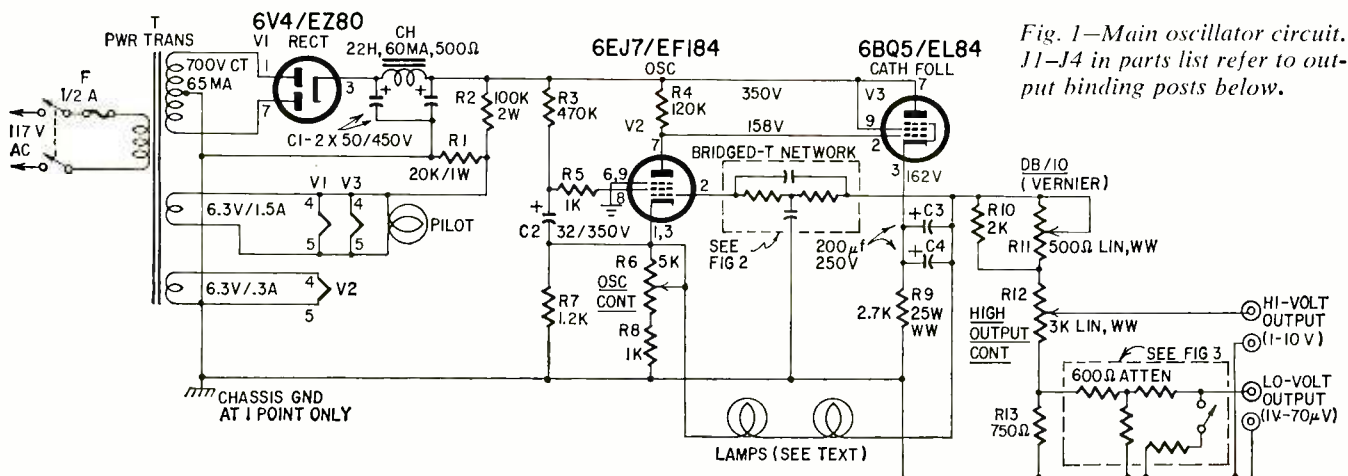 T
PWR TRANS
F
1/2 A
117 V
AC
700V CT
65 MA
6V4/EZ80
V1
RECT
1
7
3
CH
22H, 60MA, 500Ω
C1-2 X 50/450V
R2
100K
2W
R1
20K/1W
6.3V/1.5A
V1
V3
4
4
5
5
PILOT
6.3V/.3A
4
V2
5
CHASSIS GND
AT 1 POINT ONLY
6EJ7/EF184
OSC
R3
470K
R4
120K
V2
7
R5
1K
6,9
8
2
1,3
C2
32/350V
R6
5K
OSC
CONT
R7
1.2K
R8
1K
350V
158V
BRIDGED-T NETWORK
SEE
FIG 2
6BQ5/EL84
CATH FOLL
V3
7
9
2
3
162V
C3
C4
200μf
250V
2.7K
R9
25W
WW
LAMPS (SEE TEXT)
DB/10
(VERNIER)
R10
2K
R11
500Ω LIN, WW
R12
3K LIN, WW
HIGH
OUTPUT
CONT
SEE FIG 3
600Ω ATTEN
R13
750Ω
HI-VOLT
OUTPUT
(1-10 V)
LO-VOLT
OUTPUT
(1V-70μV)
Fig. 1—Main oscillator circuit.
J1–J4 in parts list refer to out-
put binding posts below.